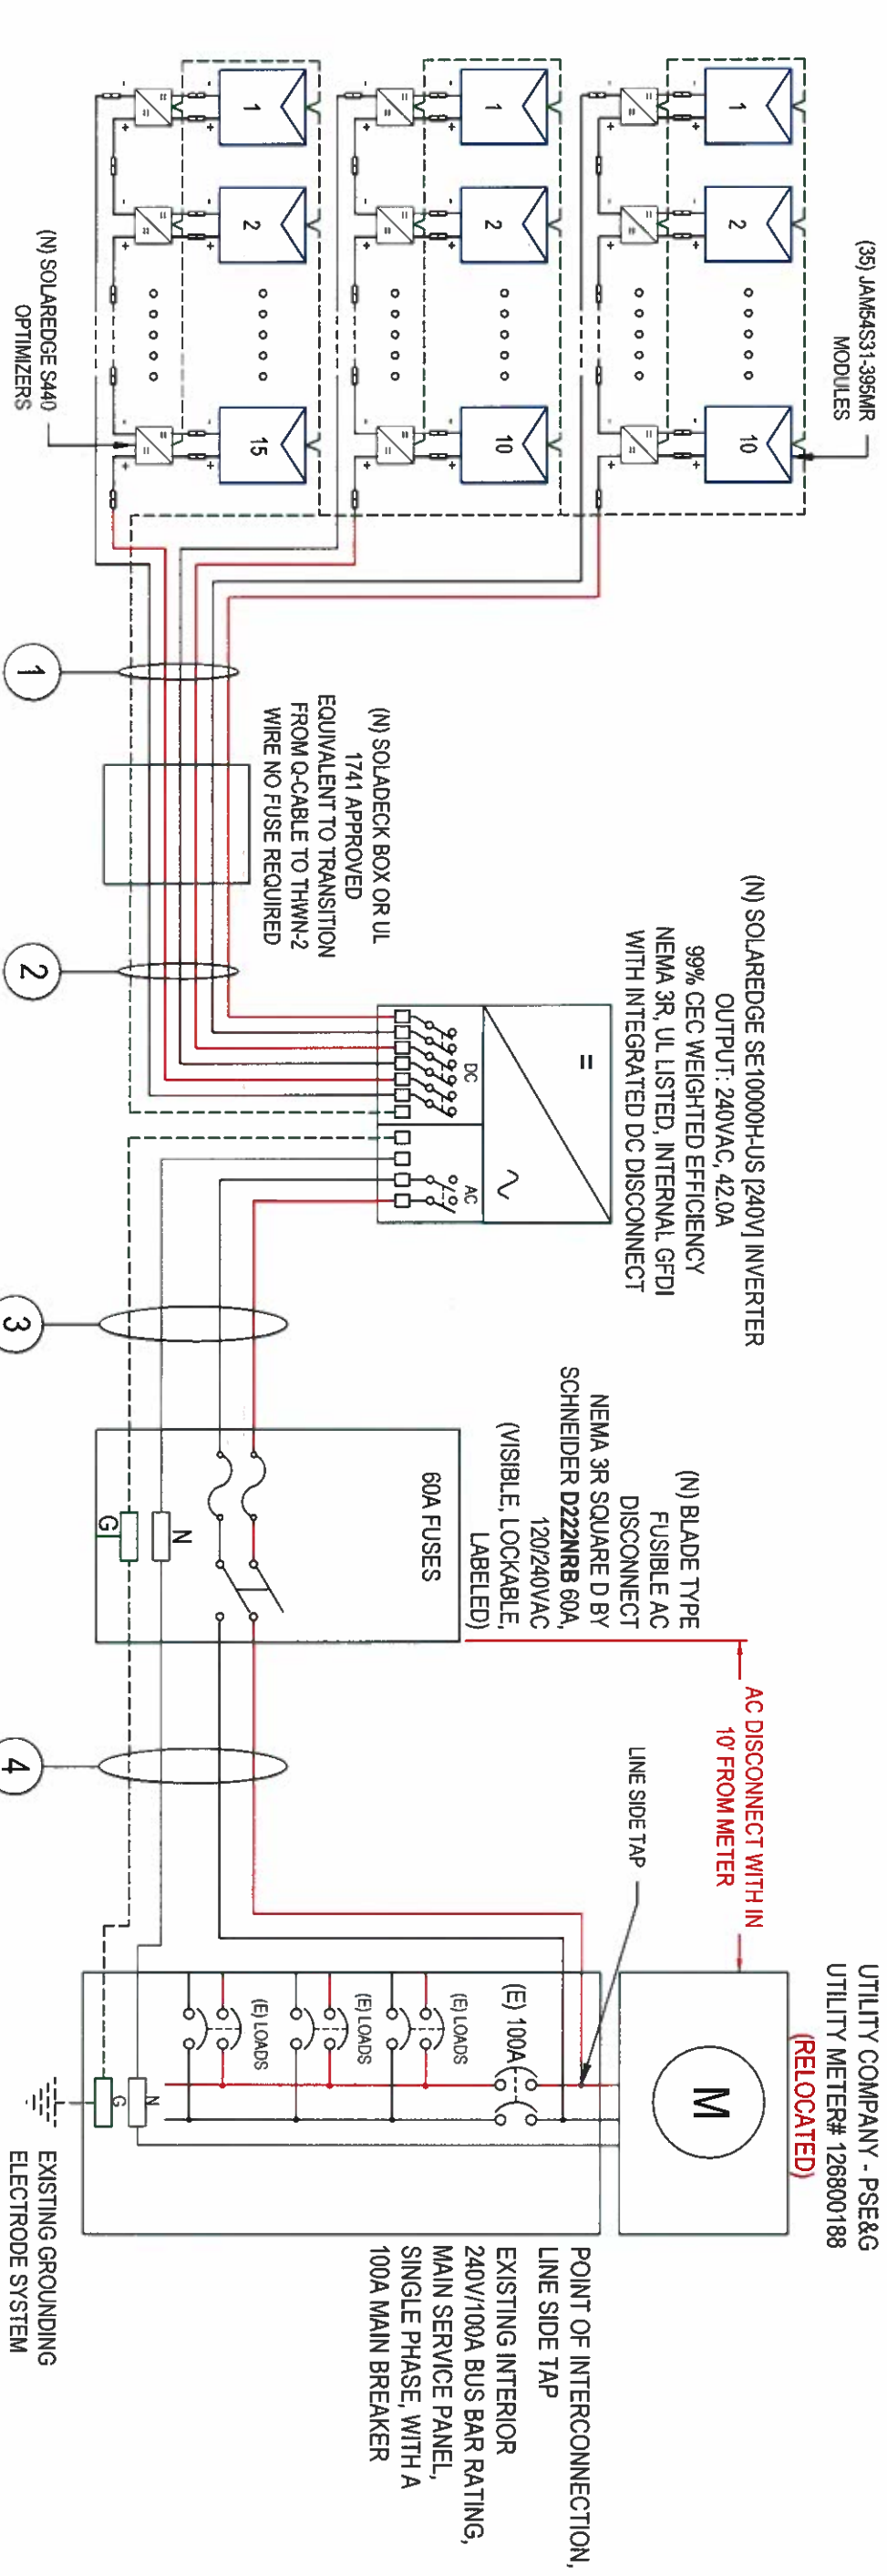 (35) JAM54S31-395MR
MODULES
1
2
10
1
2
10
1
2
15
(N) SOLAREDGE S440
OPTIMIZERS
1
(N) SOLADECK BOX OR UL
1741 APPROVED
EQUIVALENT TO TRANSITION
FROM Q-CABLE TO THWN-2
WIRE NO FUSE REQUIRED
2
(N) SOLAREDGE SE10000H-US [240V] INVERTER
OUTPUT: 240VAC, 42.0A
99% CEC WEIGHTED EFFICIENCY
NEMA 3R, UL LISTED, INTERNAL GFDI
WITH INTEGRATED DC DISCONNECT
DC
AC
3
(N) BLADE TYPE
FUSIBLE AC
DISCONNECT
NEMA 3R SQUARE D BY
SCHNEIDER D222NRB 60A,
120/240VAC
(VISIBLE, LOCKABLE,
LABELED)
60A FUSES
N
G
4
AC DISCONNECT WITH IN
10' FROM METER
LINE SIDE TAP
UTILITY COMPANY - PSE&G
UTILITY METER# 126800188
(RELOCATED)
M
(E) 100A
(E) LOADS
(E) LOADS
(E) LOADS
N
G
POINT OF INTERCONNECTION,
LINE SIDE TAP
EXISTING INTERIOR
240V/100A BUS BAR RATING,
MAIN SERVICE PANEL,
SINGLE PHASE, WITH A
100A MAIN BREAKER
EXISTING GROUNDING
ELECTRODE SYSTEM